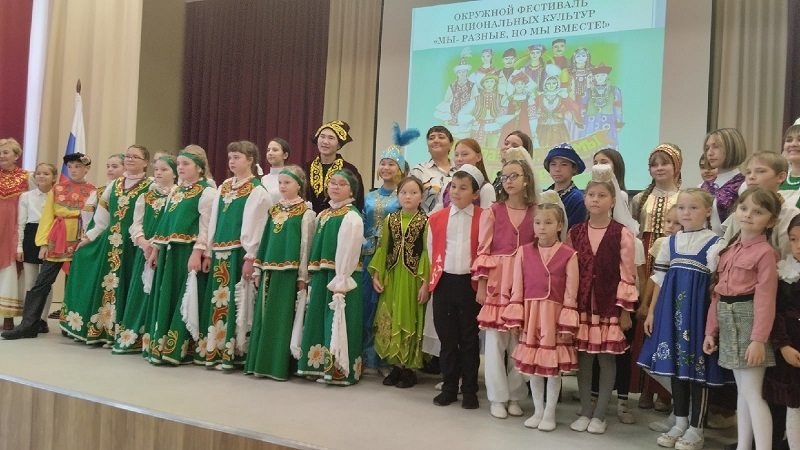 ОКРУЖНОЙ ФЕСТИВАЛЬ
НАЦИОНАЛЬНЫХ КУЛЬТУР
«МЫ- РАЗНЫЕ, НО МЫ ВМЕСТЕ!»